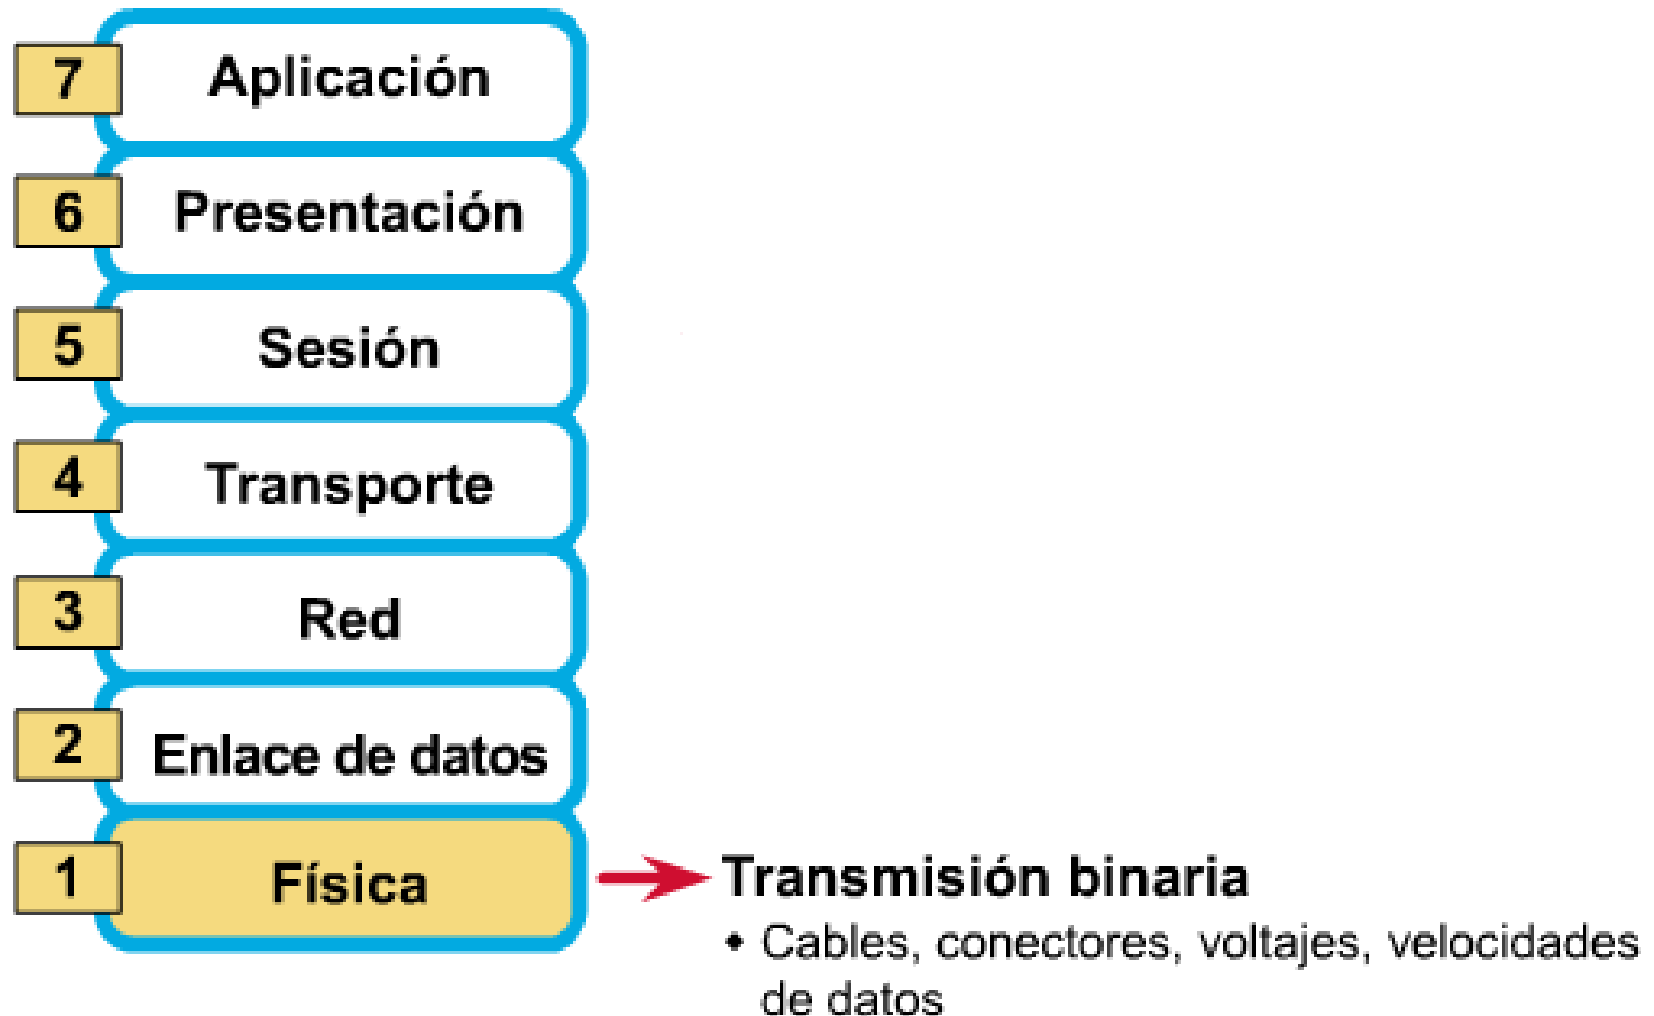 7 Aplicación
6 Presentación
5 Sesión
4 Transporte
3 Red
2 Enlace de datos
1 Física
Transmisión binaria
• Cables, conectores, voltajes, velocidades
de datos